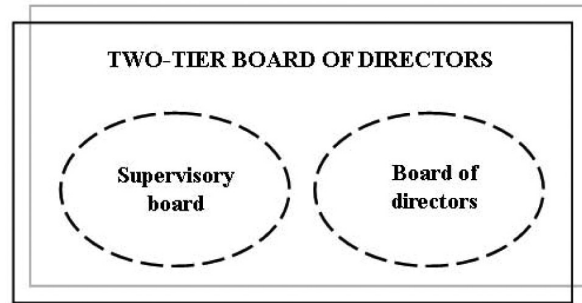 TWO-TIER BOARD OF DIRECTORS
Supervisory
board
Board of
directors